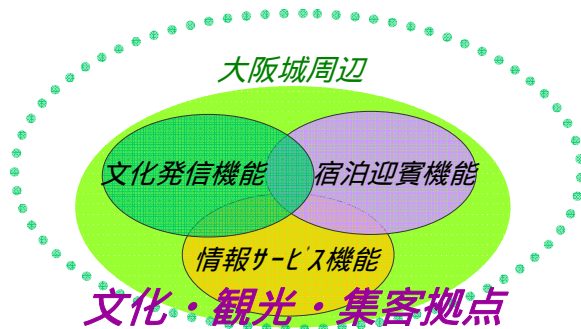 大阪城周辺
文化発信機能 宿泊迎賓機能
情報ｻｰﾋﾞｽ機能
文化・観光・集客拠点